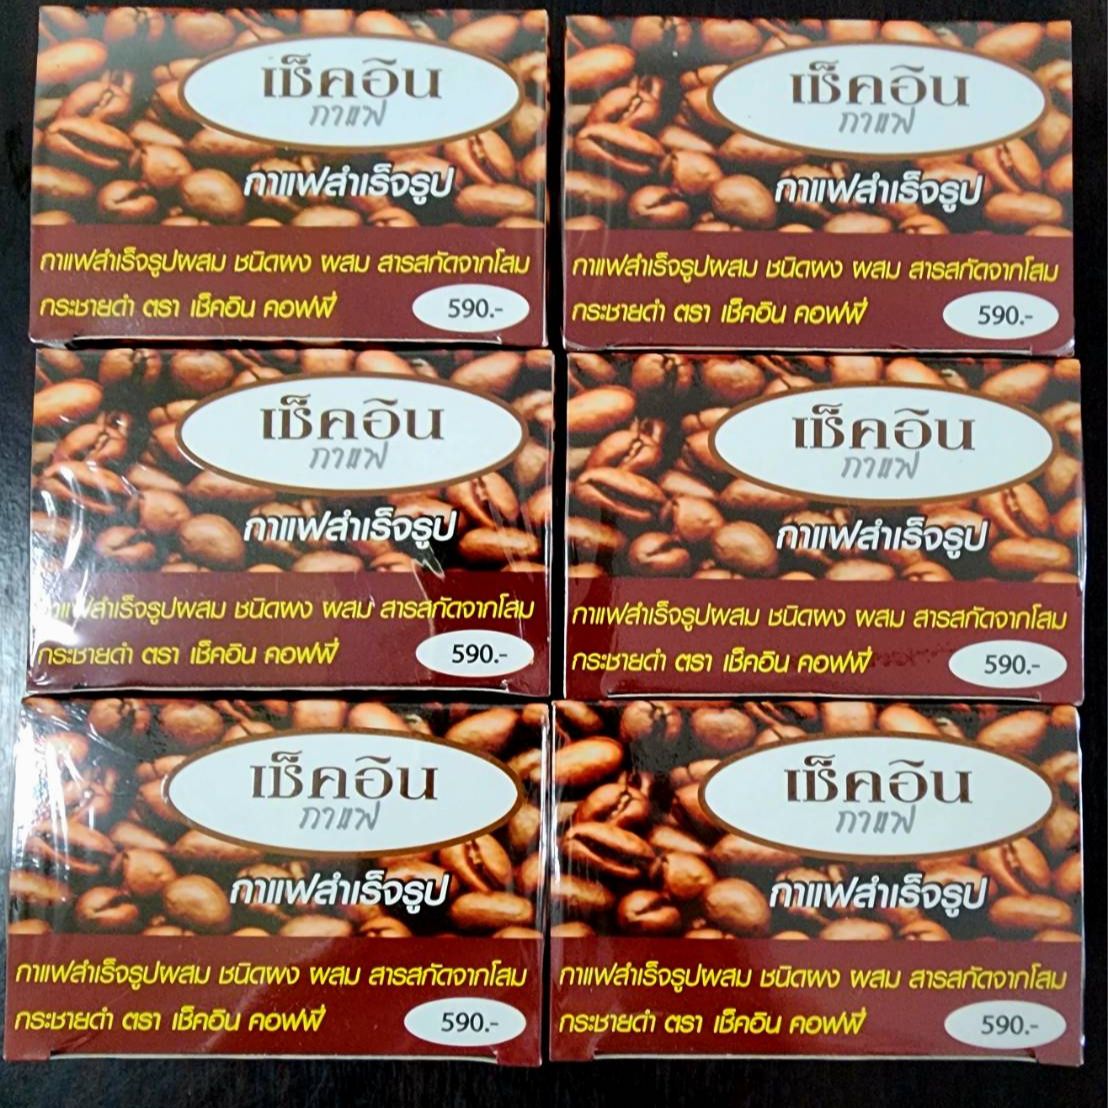 เช็คอิน
กาแฟ
กาแฟสำเร็จรูป
กาแฟสำเร็จรูปผสม ชนิดผง ผสม สารสกัดจากโสม
กระชายดำ ตรา เช็คอิน คอฟฟี่ 590.-
เช็คอิน
กาแฟ
กาแฟสำเร็จรูป
กาแฟสำเร็จรูปผสม ชนิดผง ผสม สารสกัดจากโสม
กระชายดำ ตรา เช็คอิน คอฟฟี่ 590.-
เช็คอิน
กาแฟ
กาแฟสำเร็จรูป
กาแฟสำเร็จรูปผสม ชนิดผง ผสม สารสกัดจากโสม
กระชายดำ ตรา เช็คอิน คอฟฟี่ 590.-
เช็คอิน
กาแฟ
กาแฟสำเร็จรูป
กาแฟสำเร็จรูปผสม ชนิดผง ผสม สารสกัดจากโสม
กระชายดำ ตรา เช็คอิน คอฟฟี่ 590.-
เช็คอิน
กาแฟ
กาแฟสำเร็จรูป
กาแฟสำเร็จรูปผสม ชนิดผง ผสม สารสกัดจากโสม
กระชายดำ ตรา เช็คอิน คอฟฟี่ 590.-
เช็คอิน
กาแฟ
กาแฟสำเร็จรูป
กาแฟสำเร็จรูปผสม ชนิดผง ผสม สารสกัดจากโสม
กระชายดำ ตรา เช็คอิน คอฟฟี่ 590.-